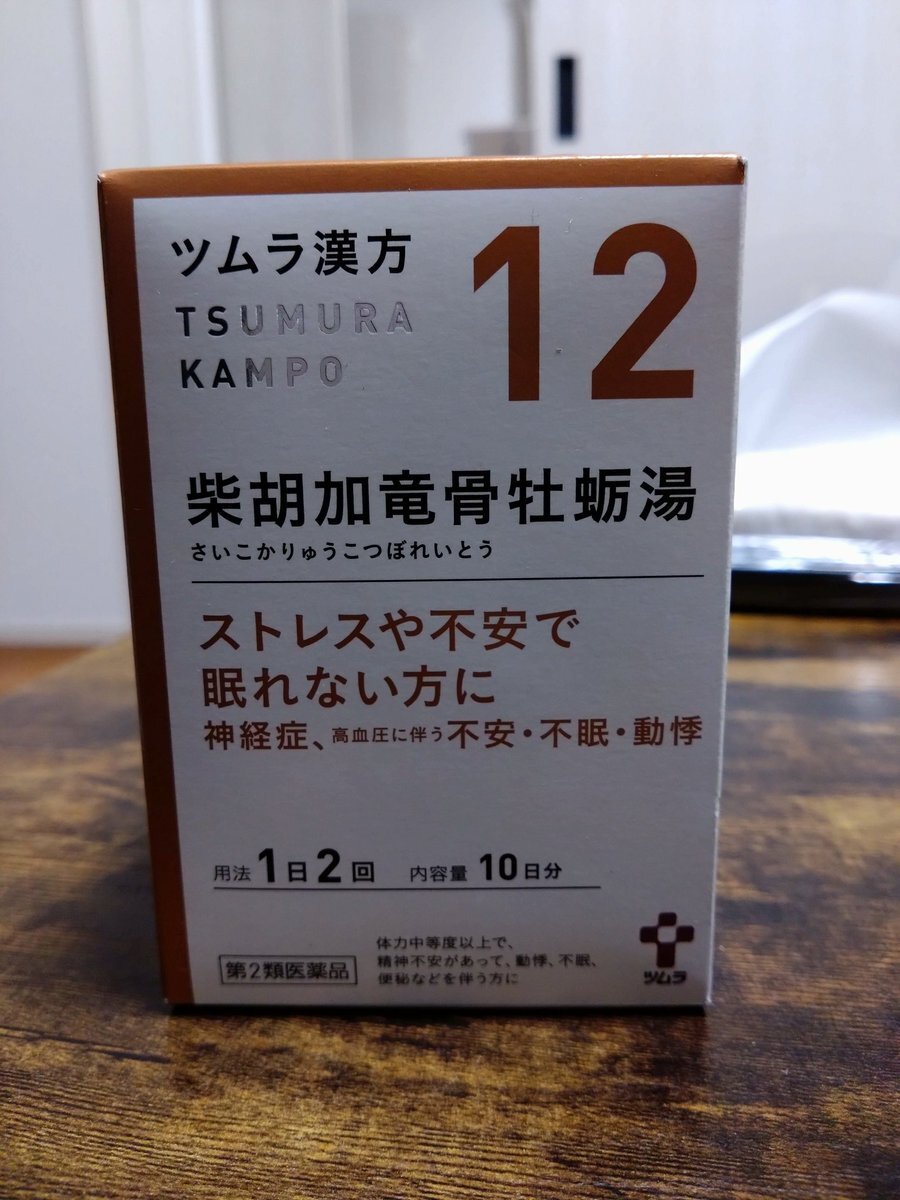 ツムラ漢方
TSUMURA
KAMPO
12
柴胡加竜骨牡蛎湯
さいこかりゅうこつぼれいとう
ストレスや不安で
眠れない方に
神経症、高血圧に伴う不安・不眠・動悸
用法 1日2回 内容量 10日分
第2類医薬品
体力中等度以上で、
精神不安があって、動悸、不眠、
便秘などを伴う方に
ツムラ